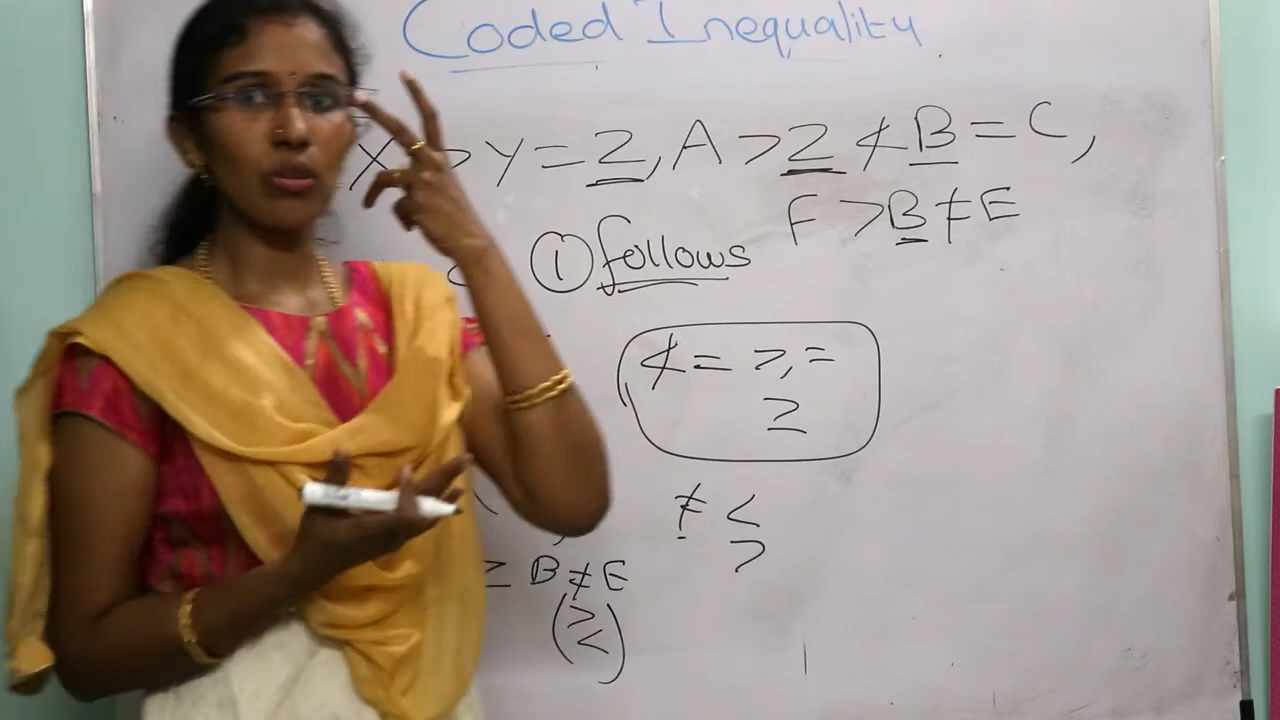 Coded Inequality
X > Y = Z, A > Z ≮ B = C,
F > B ≠ E
① follows
≮ = >, =
≥
≠ <
>
≥ B ≠ E
(> <)